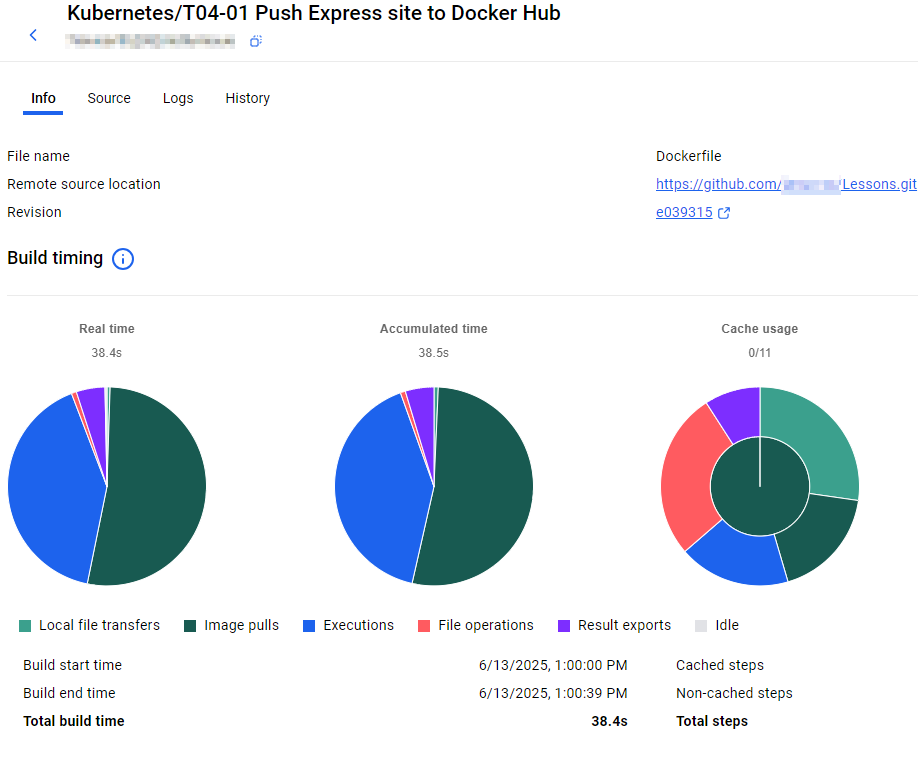 Kubernetes/T04-01 Push Express site to Docker Hub
Info Source Logs History
File name Dockerfile
Remote source location https://github.com/ Lessons.git
Revision e039315
Build timing
Real time Accumulated time Cache usage
38.4s 38.5s 0/11
Local file transfers Image pulls Executions File operations Result exports Idle
Build start time 6/13/2025, 1:00:00 PM Cached steps
Build end time 6/13/2025, 1:00:39 PM Non-cached steps
Total build time 38.4s Total steps